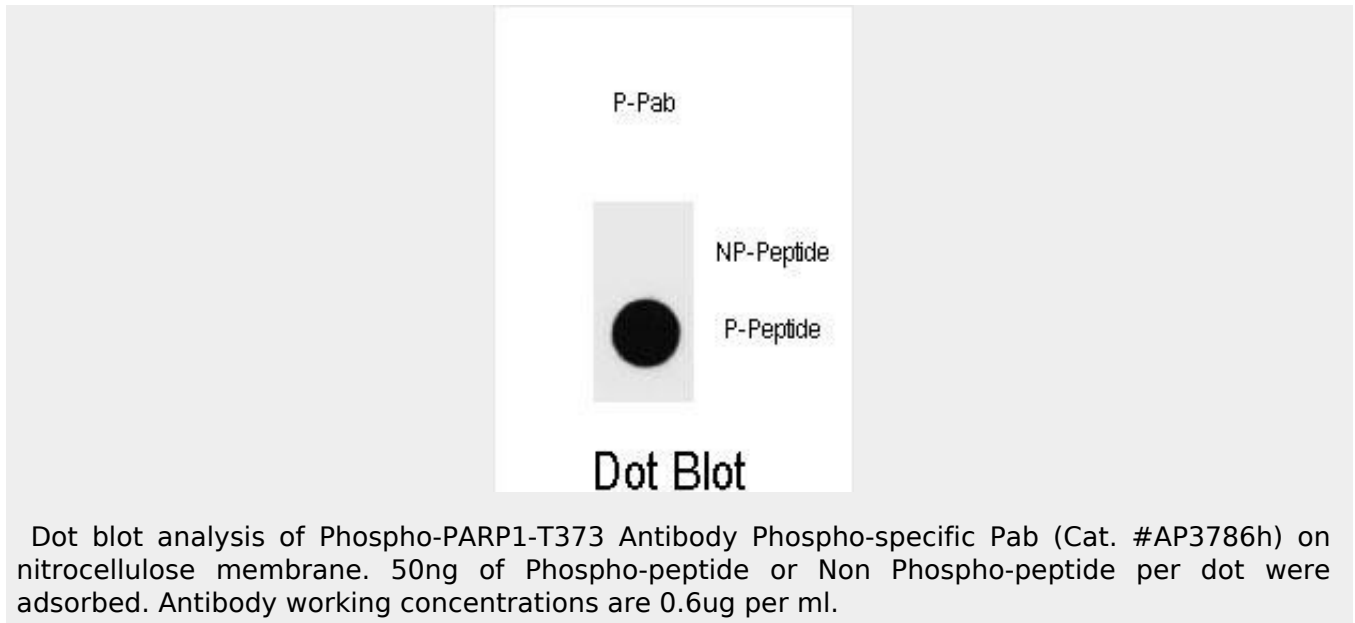 P-Pab
NP-Peptide
P-Peptide
Dot Blot
Dot blot analysis of Phospho-PARP1-T373 Antibody Phospho-specific Pab (Cat. #AP3786h) on
nitrocellulose membrane. 50ng of Phospho-peptide or Non Phospho-peptide per dot were
adsorbed. Antibody working concentrations are 0.6ug per ml.